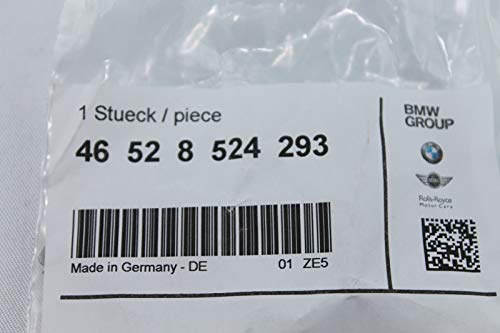 1 Stueck / piece
46 52 8 524 293
Made in Germany - DE 01 ZE5
BMW
GROUP
Rolls-Royce
Motor Cars